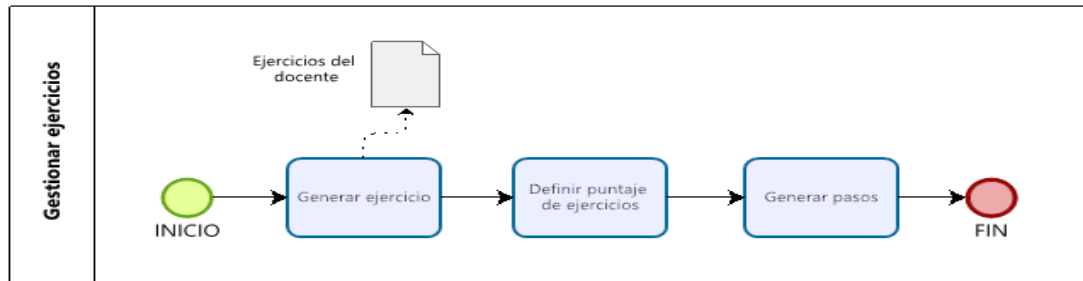 Gestionar ejercicios
Ejercicios del
docente
INICIO
Generar ejercicio
Definir puntaje
de ejercicios
Generar pasos
FIN